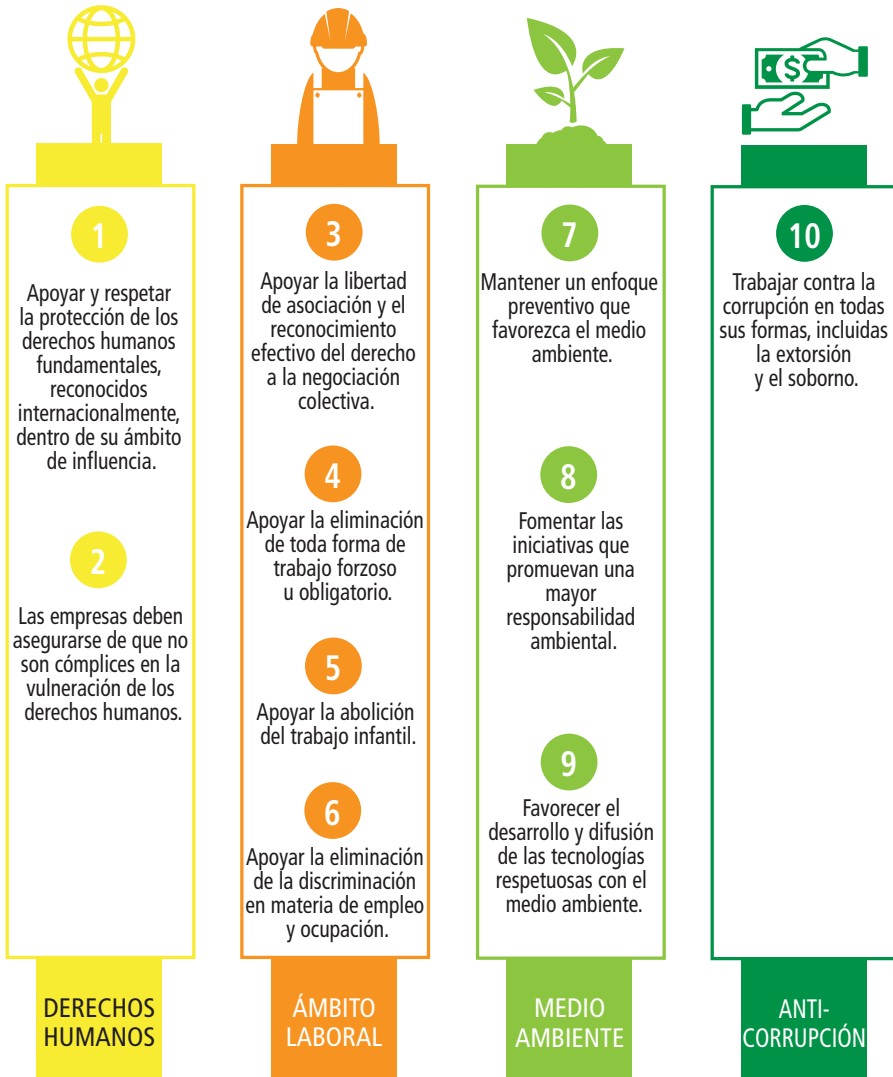 1
Apoyar y respetar
la protección de los
derechos humanos
fundamentales,
reconocidos
internacionalmente,
dentro de su ámbito
de influencia.
2
Las empresas deben
asegurarse de que no
son cómplices en la
vulneración de los
derechos humanos.
DERECHOS
HUMANOS
3
Apoyar la libertad
de asociación y el
reconocimiento
efectivo del derecho
a la negociación
colectiva.
4
Apoyar la eliminación
de toda forma de
trabajo forzoso
u obligatorio.
5
Apoyar la abolición
del trabajo infantil.
6
Apoyar la eliminación
de la discriminación
en materia de empleo
y ocupación.
ÁMBITO
LABORAL
7
Mantener un enfoque
preventivo que
favorezca el medio
ambiente.
8
Fomentar las
iniciativas que
promuevan una
mayor
responsabilidad
ambiental.
9
Favorecer el
desarrollo y difusión
de las tecnologías
respetuosas con el
medio ambiente.
MEDIO
AMBIENTE
$
10
Trabajar contra la
corrupción en todas
sus formas, incluidas
la extorsión
y el soborno.
ANTI-
CORRUPCIÓN